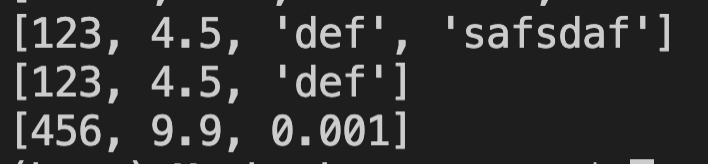 [123, 4.5, 'def', 'safsdaf']
[123, 4.5, 'def']
[456, 9.9, 0.001]